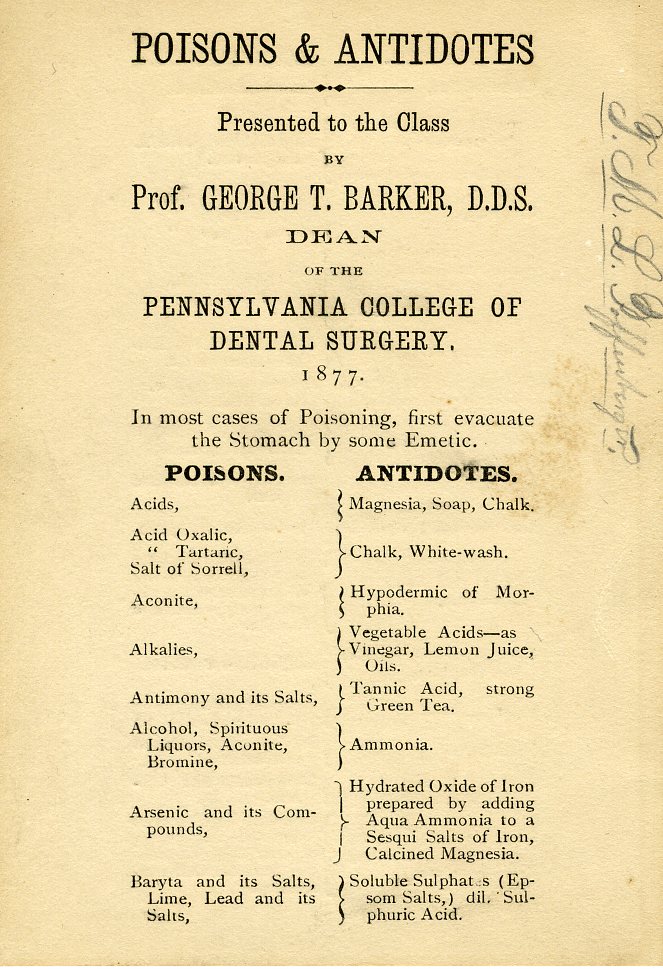 POISONS & ANTIDOTES
Presented to the Class
BY
Prof. GEORGE T. BARKER, D.D.S.
DEAN
OF THE
PENNSYLVANIA COLLEGE OF
DENTAL SURGERY.
1877.
In most cases of Poisoning, first evacuate
the Stomach by some Emetic.
POISONS. ANTIDOTES.
Acids, Magnesia, Soap, Chalk.
Acid Oxalic,
“ Tartaric,
Salt of Sorrell,
Chalk, White-wash.
Aconite,
Hypodermic of Mor-
phia.
Alkalies,
Vegetable Acids—as
Vinegar, Lemon Juice,
Oils.
Antimony and its Salts,
Tannic Acid, strong
Green Tea.
Alcohol, Spirituous
Liquors, Aconite,
Bromine,
Ammonia.
Arsenic and its Com-
pounds,
Hydrated Oxide of Iron
prepared by adding
Aqua Ammonia to a
Sesqui Salts of Iron,
Calcined Magnesia.
Baryta and its Salts,
Lime, Lead and its
Salts,
Soluble Sulphat s (Ep-
som Salts,) dil. Sul-
phuric Acid.